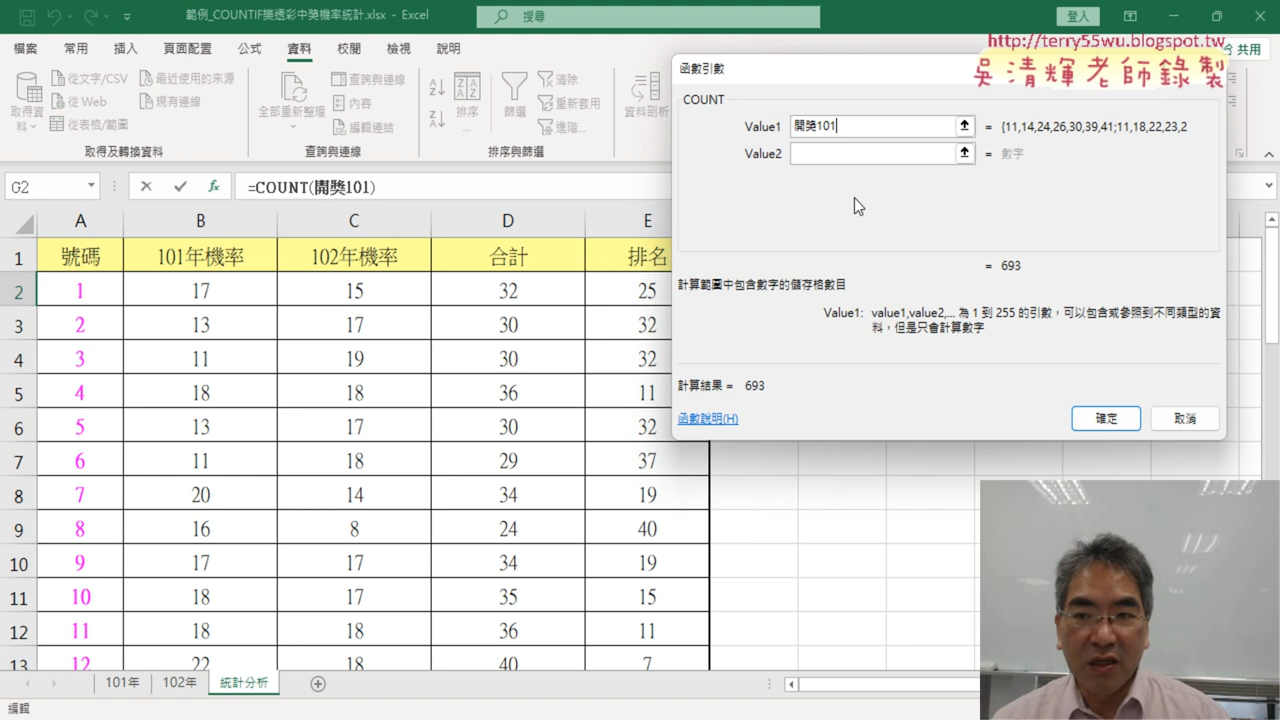 範例_COUNTIF樂透彩中獎機率統計.xlsx - Excel
搜尋
登入
http://terry55wu.blogspot.tw
吳清輝老師錄製
檔案 常用 插入 頁面配置 公式 資料 校閱 檢視 說明
共用
取得資料
從文字/CSV
從 Web
從表格/範圍
最近使用的來源
現有連線
取得及轉換資料
全部重新整理
查詢與連線
內容
編輯連結
查詢與連線
排序
篩選
清除
重新套用
進階...
排序與篩選
資料剖析
G2
fx
=COUNT(開獎101)
函數引數
COUNT
Value1 開獎101 = {11,14,24,26,30,39,41;11,18,22,23,2
Value2 = 數字
= 693
計算範圍中包含數字的儲存格數目
Value1: value1,value2,... 為 1 到 255 的引數，可以包含或參照到不同類型的資
料，但是只會計算數字
計算結果 = 693
函數說明(H)
確定 取消
A B C D E
1 號碼 101年機率 102年機率 合計 排名
2 1 17 15 32 25
3 2 13 17 30 32
4 3 11 19 30 32
5 4 18 18 36 11
6 5 13 17 30 32
7 6 11 18 29 37
8 7 20 14 34 19
9 8 16 8 24 40
10 9 17 17 34 19
11 10 18 17 35 15
12 11 18 18 36 11
13 12 22 18 40 7
101年 102年 統計分析
編輯